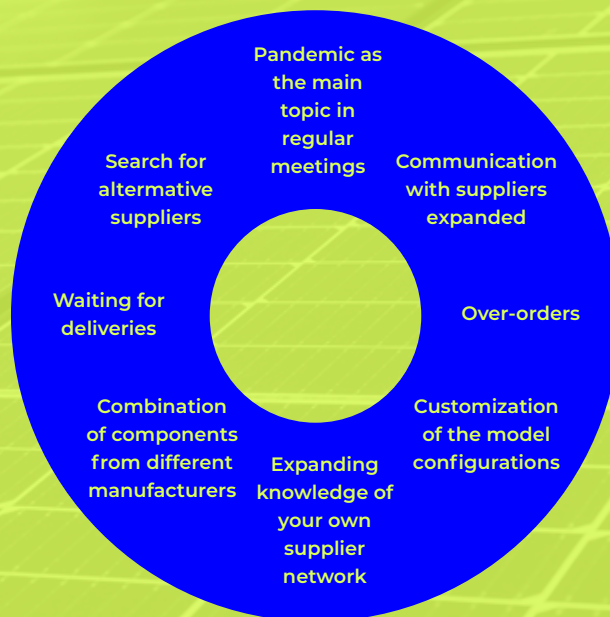 Pandemic as
the main
topic in
regular
meetings
Communication
with suppliers
expanded
Over-orders
Customization
of the model
configurations
Expanding
knowledge of
your own
supplier
network
Combination
of components
from different
manufacturers
Waiting for
deliveries
Search for
altermative
suppliers